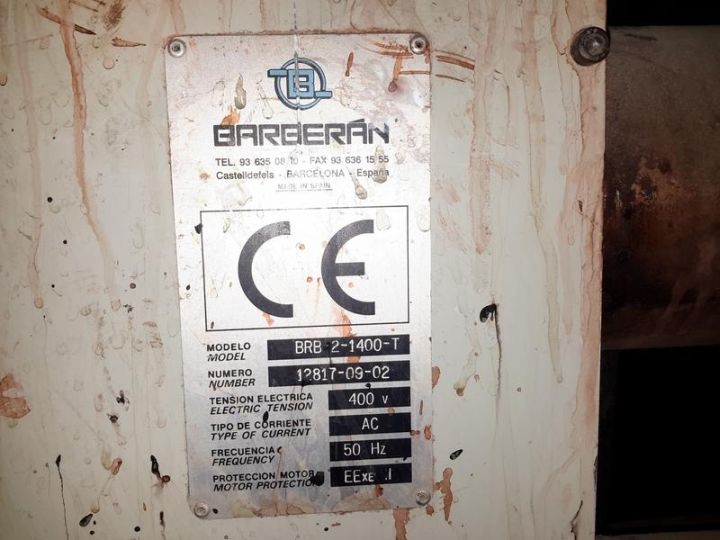 BARBERÁN
TEL. 93 635 08 10 - FAX 93 636 15 55
Castelldefels - BARCELONA - España
MADE IN SPAIN
CE
MODELO BRB 2-1400-T
MODEL
NUMERO 12817-09-02
NUMBER
TENSION ELECTRICA 400 v
ELECTRIC TENSION
TIPO DE CORRIENTE AC
TYPE OF CURRENT
FRECUENCIA 50 Hz
FREQUENCY
PROTECCION MOTOR
MOTOR PROTECTION